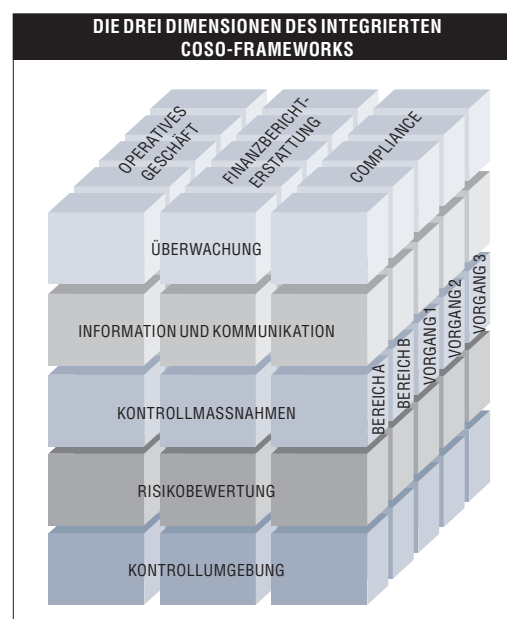 DIE DREI DIMENSIONEN DES INTEGRIERTEN
COSO-FRAMEWORKS
OPERATIVES
GESCHÄFT
FINANZBERICHT-
ERSTATTUNG
COMPLIANCE
ÜBERWACHUNG
INFORMATION UND KOMMUNIKATION
KONTROLLMASSNAHMEN
RISIKOBEWERTUNG
KONTROLLUMGEBUNG
BEREICH A
BEREICH B
VORGANG 1
VORGANG 2
VORGANG 3